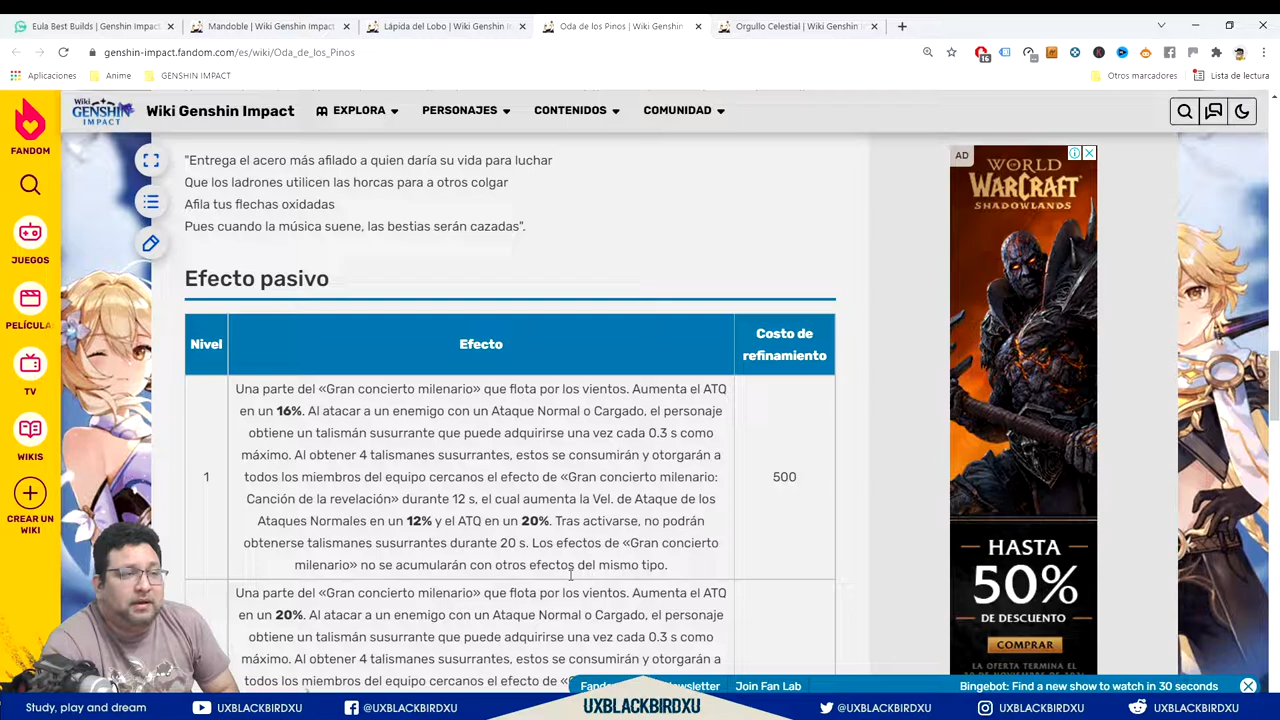 Eula Best Builds | Genshin Impact
Mandoble | Wiki Genshin Impact
Lápida del Lobo | Wiki Genshin In
Oda de los Pinos | Wiki Genshin
Orgullo Celestial | Wiki Genshin In
genshin-impact.fandom.com/es/wiki/Oda_de_los_Pinos
16
Aplicaciones
Anime
GENSHIN IMPACT
Otros marcadores
Lista de lectura
FANDOM
JUEGOS
PELÍCULA
TV
WIKIS
CREAR UN
WIKI
Wiki GENSHIN IMPACT
Wiki Genshin Impact
EXPLORA
PERSONAJES
CONTENIDOS
COMUNIDAD
"Entrega el acero más afilado a quien daría su vida para luchar
Que los ladrones utilicen las horcas para a otros colgar
Afila tus flechas oxidadas
Pues cuando la música suene, las bestias serán cazadas".
Efecto pasivo
Nivel
Efecto
Costo de
refinamiento
1
Una parte del «Gran concierto milenario» que flota por los vientos. Aumenta el ATQ
en un 16%. Al atacar a un enemigo con un Ataque Normal o Cargado, el personaje
obtiene un talismán susurrante que puede adquirirse una vez cada 0.3 s como
máximo. Al obtener 4 talismanes susurrantes, estos se consumirán y otorgarán a
todos los miembros del equipo cercanos el efecto de «Gran concierto milenario:
Canción de la revelación» durante 12 s, el cual aumenta la Vel. de Ataque de los
Ataques Normales en un 12% y el ATQ en un 20%. Tras activarse, no podrán
obtenerse talismanes susurrantes durante 20 s. Los efectos de «Gran concierto
milenario» no se acumularán con otros efectos del mismo tipo.
500
Una parte del «Gran concierto milenario» que flota por los vientos. Aumenta el ATQ
en un 20%. Al atacar a un enemigo con un Ataque Normal o Cargado, el personaje
obtiene un talismán susurrante que puede adquirirse una vez cada 0.3 s como
máximo. Al obtener 4 talismanes susurrantes, estos se consumirán y otorgarán a
todos los miembros del equipo cercanos el efecto de
AD
WORLD
WARCRAFT
SHADOWLANDS
HASTA
50%
DE DESCUENTO
COMPRAR
LA OFERTA TERMINA EL
Newsletter
Join Fan Lab
Bingebot: Find a new show to watch in 30 seconds
Study, play and dream
@UXBLACKBIRDXU
@UXBLACKBIRDXU
UXBLACKBIRDXU
@UXBLACKBIRDXU
@UXBLACKBIRDXU
UXBLACKBIRDXU